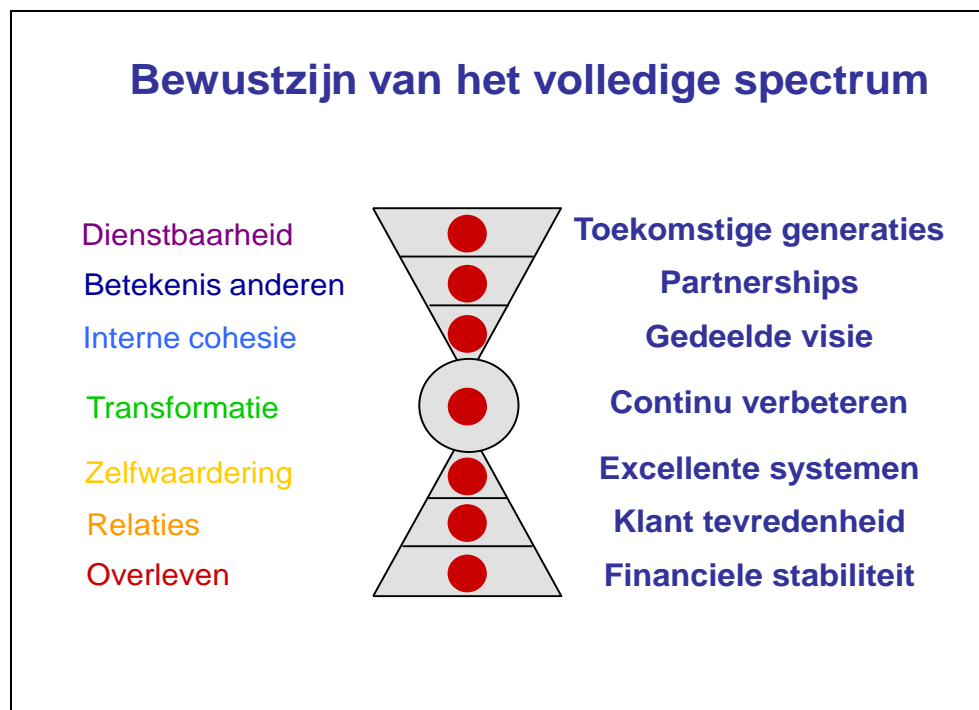 Bewustzijn van het volledige spectrum
Dienstbaarheid
Toekomstige generaties
Betekenis anderen
Partnerships
Interne cohesie
Gedeelde visie
Transformatie
Continu verbeteren
Zelfwaardering
Excellente systemen
Relaties
Klant tevredenheid
Overleven
Financiele stabiliteit